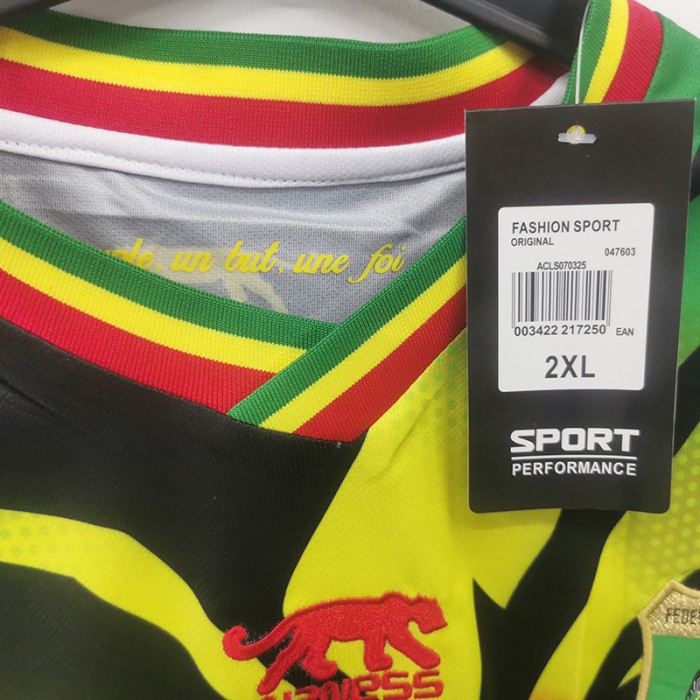 un but, une foi
FASHION SPORT
ORIGINAL
047603
ACLS070325
003422 217250 EAN
2XL
SPORT
PERFORMANCE